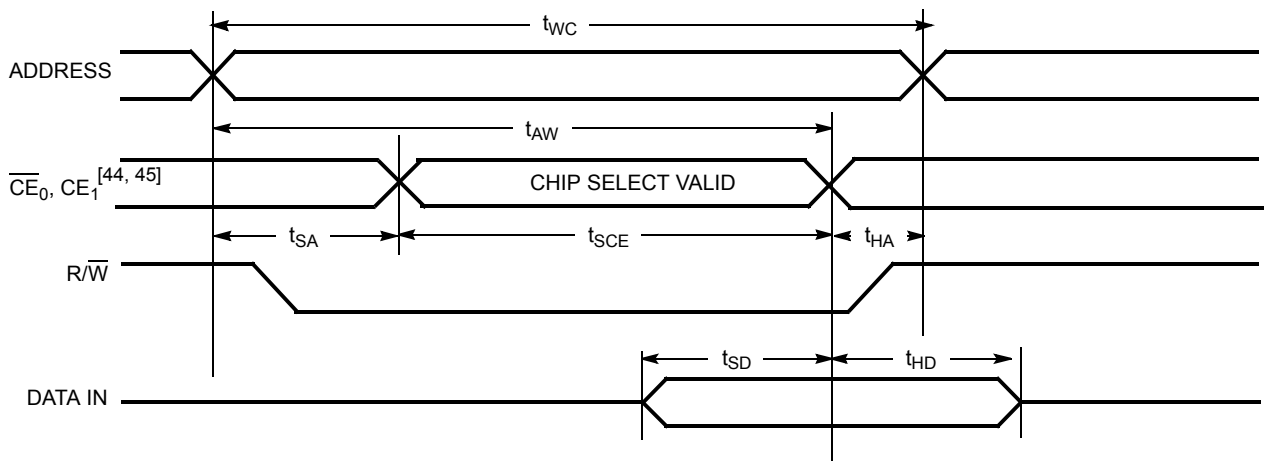 tWC
ADDRESS
tAW
CE0, CE1[44, 45]
CHIP SELECT VALID
tSA
tSCE
tHA
R/W
tSD
tHD
DATA IN